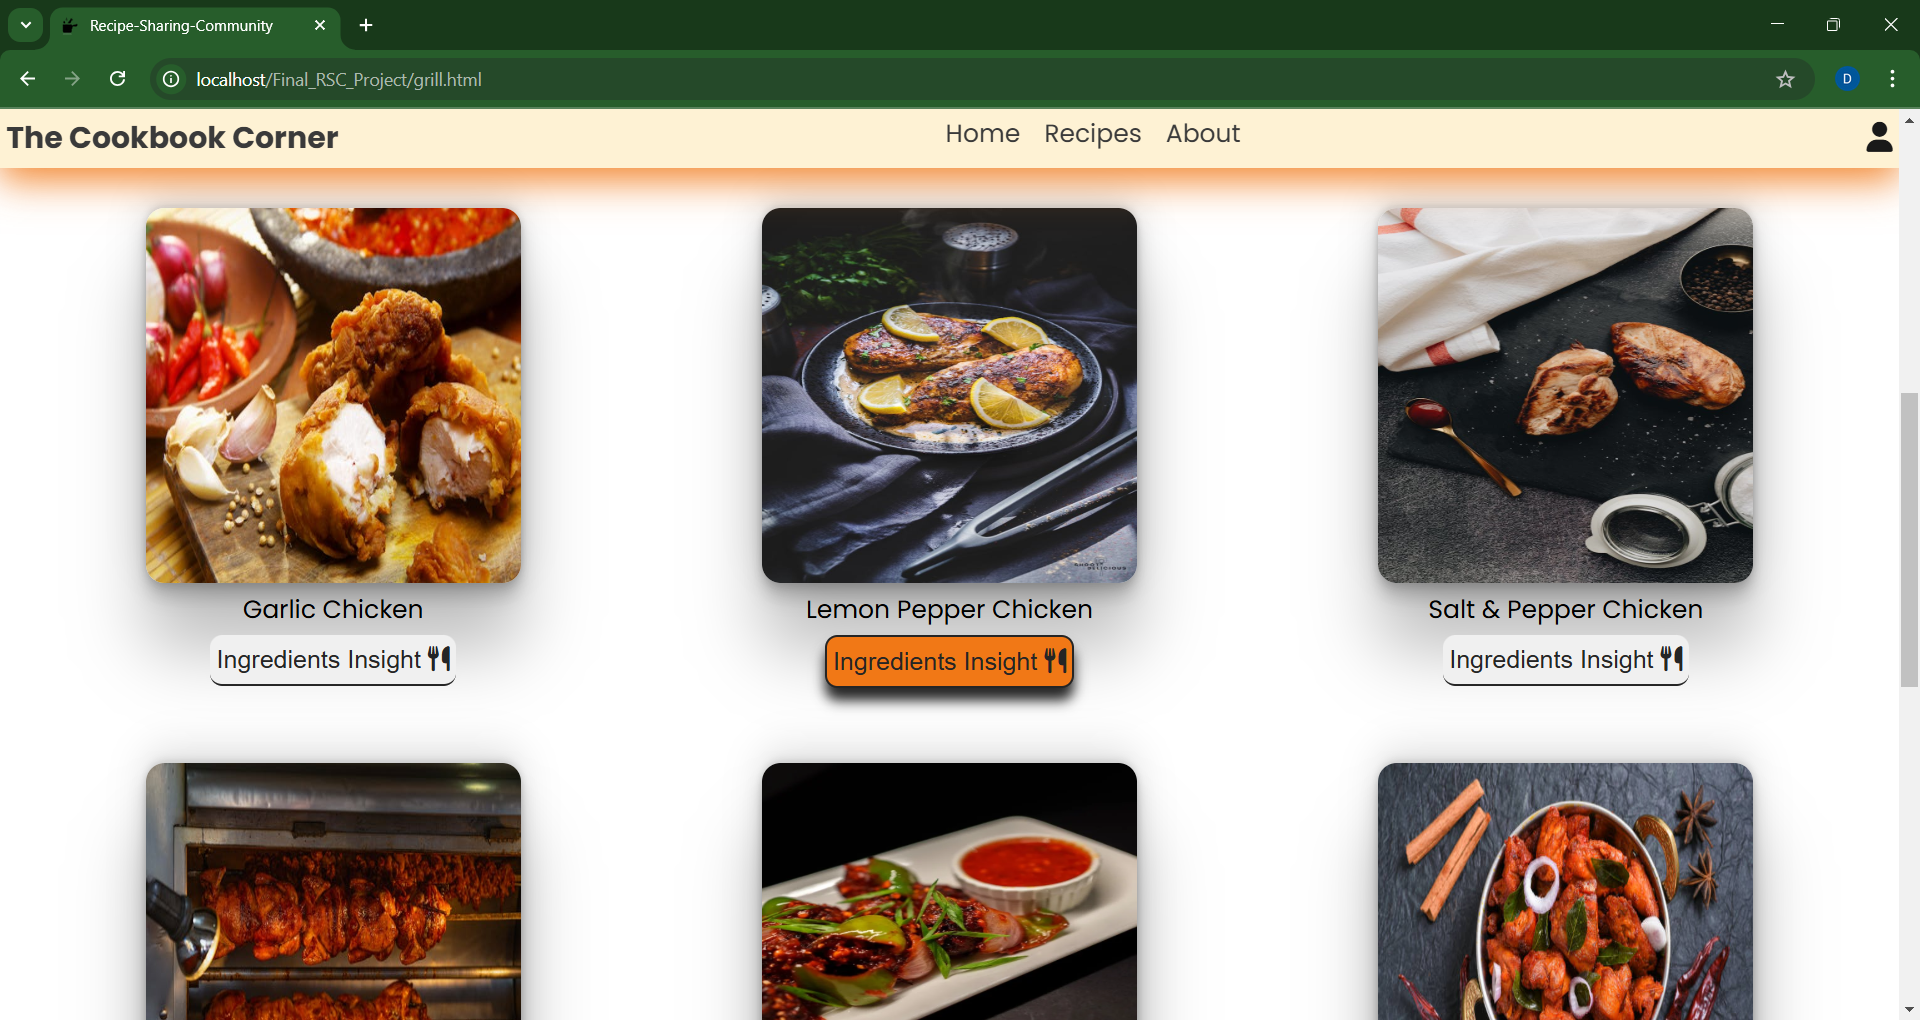 Recipe-Sharing-Community
localhost/Final_RSC_Project/grill.html
D
The Cookbook Corner
Home Recipes About
Garlic Chicken
Lemon Pepper Chicken
Salt & Pepper Chicken
Ingredients Insight
Ingredients Insight
Ingredients Insight